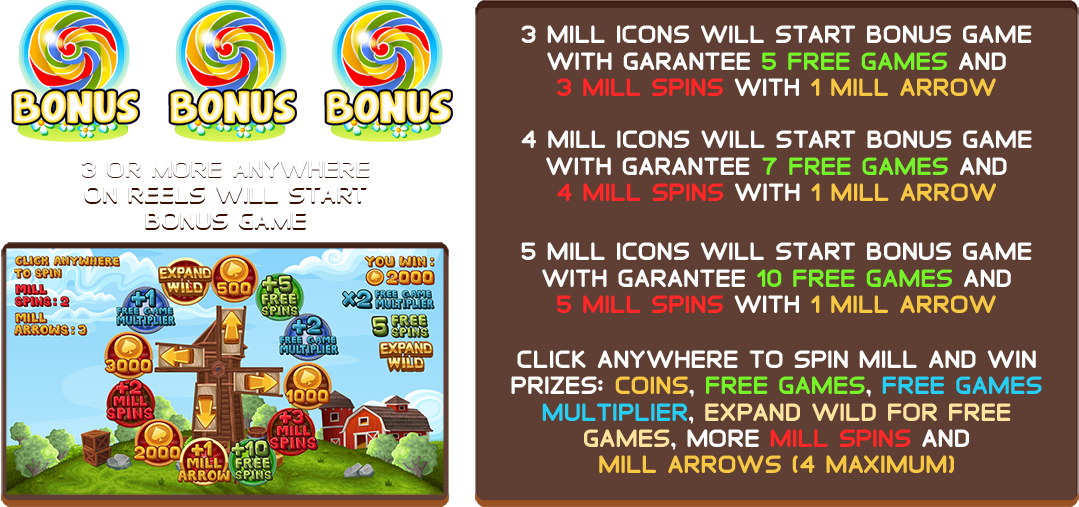 BONUS BONUS BONUS
3 OR MORE ANYWHERE
ON REELS WILL START
BONUS GAME
CLICK ANYWHERE
TO SPIN
MILL
SPINS: 2
MILL
ARROWS: 3
YOU WIN:
2000
X2 FREE GAME
MULTIPLIER
5 FREE
SPINS
EXPAND
WILD
EXPAND
WILD
500
+5
FREE
SPINS
+1
FREE GAME
MULTIPLIER
+2
FREE GAME
MULTIPLIER
3000
1000
+2
MILL
SPINS
+3
MILL
SPINS
2000
+1
MILL
ARROW
+10
FREE
SPINS
3 MILL ICONS WILL START BONUS GAME
WITH GARANTEE 5 FREE GAMES AND
3 MILL SPINS WITH 1 MILL ARROW
4 MILL ICONS WILL START BONUS GAME
WITH GARANTEE 7 FREE GAMES AND
4 MILL SPINS WITH 1 MILL ARROW
5 MILL ICONS WILL START BONUS GAME
WITH GARANTEE 10 FREE GAMES AND
5 MILL SPINS WITH 1 MILL ARROW
CLICK ANYWHERE TO SPIN MILL AND WIN
PRIZES: COINS, FREE GAMES, FREE GAMES
MULTIPLIER, EXPAND WILD FOR FREE
GAMES, MORE MILL SPINS AND
MILL ARROWS (4 MAXIMUM)